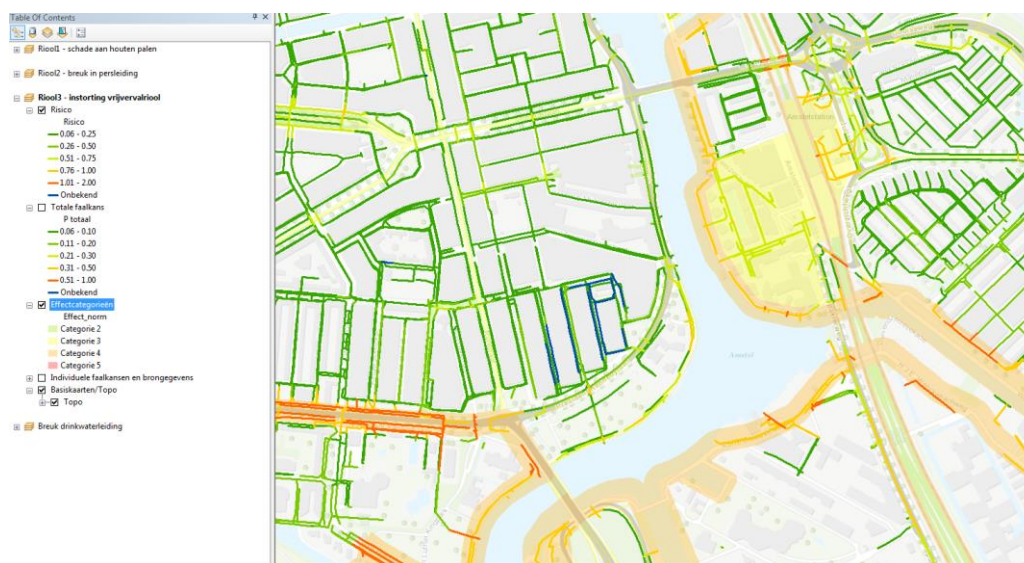 Table Of Contents
Riool1 - schade aan houten palen
Riool2 - breuk in persleiding
Riool3 - instorting vrijvervalriool
Risico
Risico
0.06 - 0.25
0.26 - 0.50
0.51 - 0.75
0.76 - 1.00
1.01 - 2.00
Onbekend
Totale faalkans
P totaal
0.06 - 0.10
0.11 - 0.20
0.21 - 0.30
0.31 - 0.50
0.51 - 1.00
Onbekend
Effectcategorieën
Effect_norm
Categorie 2
Categorie 3
Categorie 4
Categorie 5
Individuele faalkansen en brongegevens
Basiskaarten/Topo
Topo
Breuk drinkwaterleiding
Amstelstation
Amstel